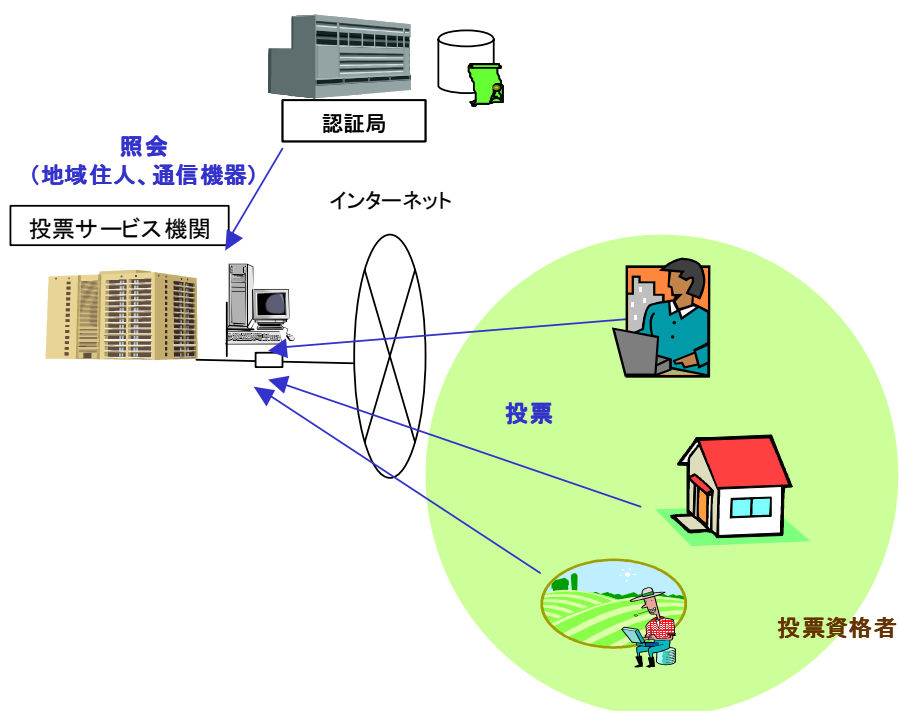 認証局
照会
（地域住人、通信機器）
インターネット
投票サービス機関
投票
投票資格者